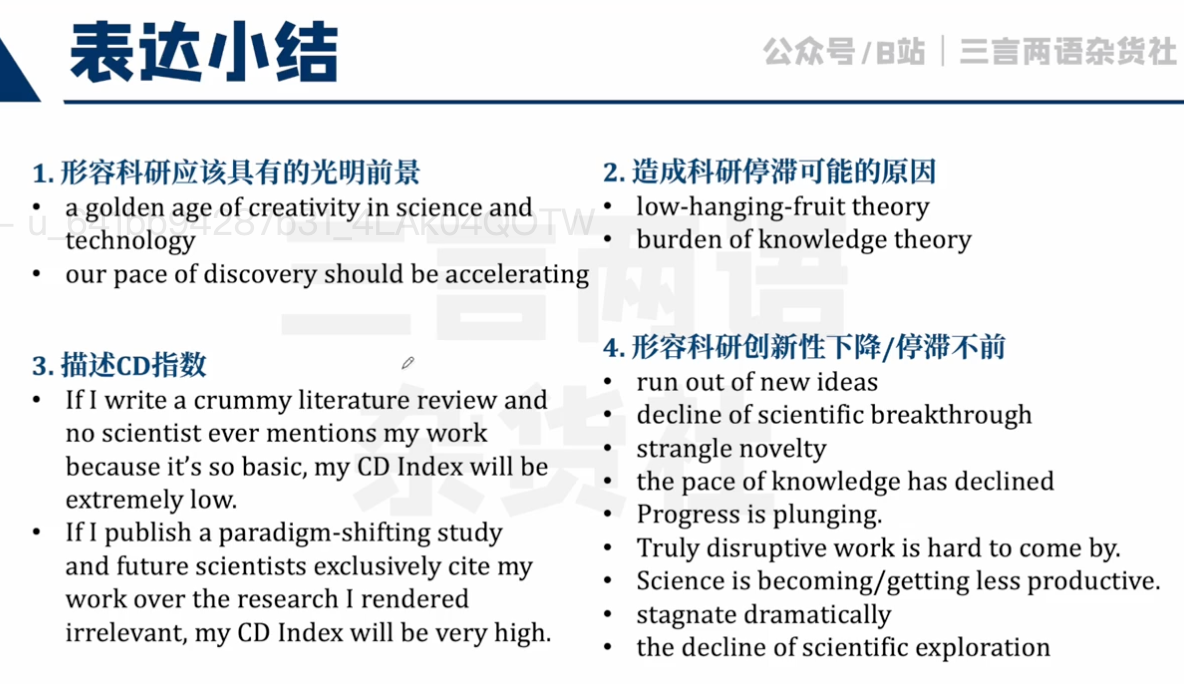 表达小结
公众号/B站｜三言两语杂货社
1. 形容科研应该具有的光明前景
• a golden age of creativity in science and
technology
• our pace of discovery should be accelerating
2. 造成科研停滞可能的原因
• low-hanging-fruit theory
• burden of knowledge theory
3. 描述CD指数
• If I write a crummy literature review and
no scientist ever mentions my work
because it’s so basic, my CD Index will be
extremely low.
• If I publish a paradigm-shifting study
and future scientists exclusively cite my
work over the research I rendered
irrelevant, my CD Index will be very high.
4. 形容科研创新性下降/停滞不前
• run out of new ideas
• decline of scientific breakthrough
• strangle novelty
• the pace of knowledge has declined
• Progress is plunging.
• Truly disruptive work is hard to come by.
• Science is becoming/getting less productive.
• stagnate dramatically
• the decline of scientific exploration
三言两语
杂货社